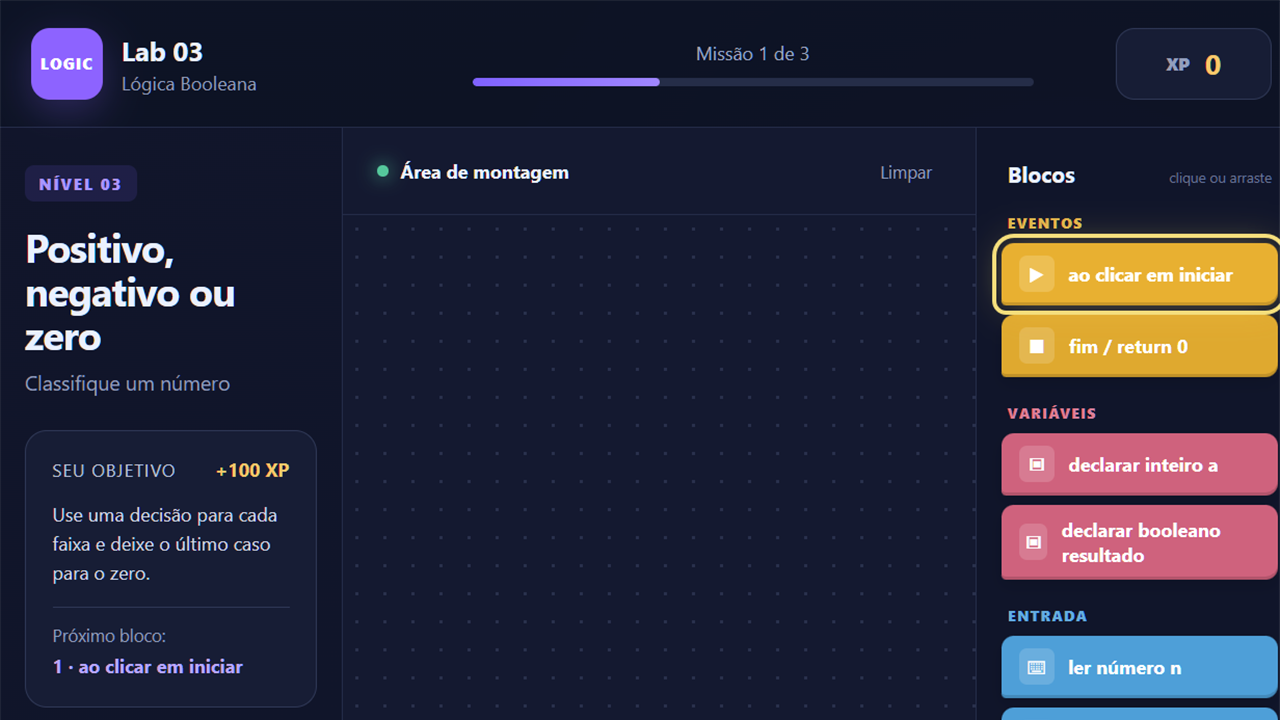 LOGIC
Lab 03
Lógica Booleana
Missão 1 de 3
XP 0
NÍVEL 03
Positivo,
negativo ou
zero
Classifique um número
SEU OBJETIVO +100 XP
Use uma decisão para cada
faixa e deixe o último caso
para o zero.
Próximo bloco:
1 · ao clicar em iniciar
Área de montagem
Limpar
Blocos
clique ou arraste
EVENTOS
ao clicar em iniciar
fim / return 0
VARIÁVEIS
declarar inteiro a
declarar booleano
resultado
ENTRADA
ler número n